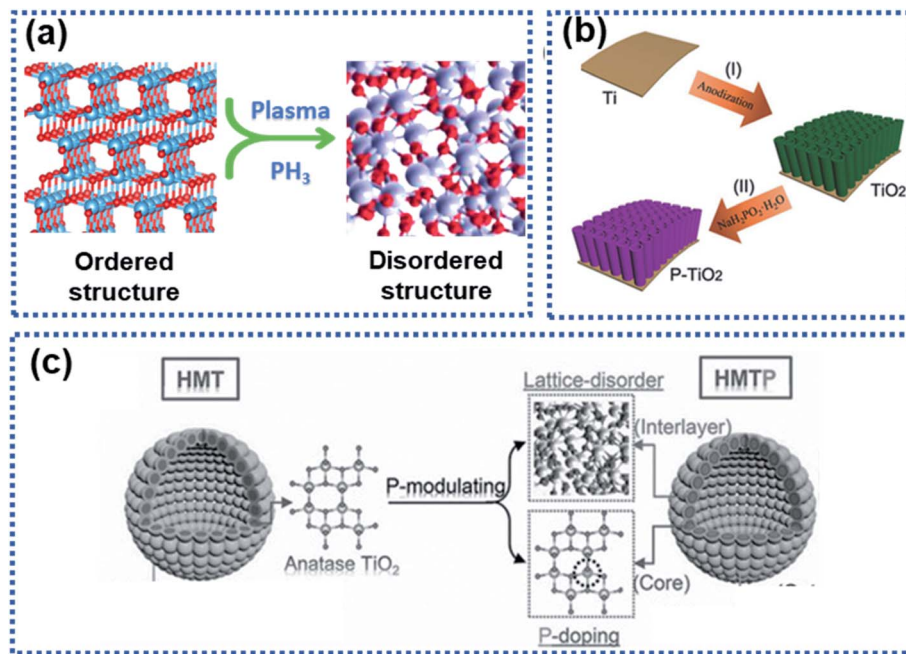 (a)
Plasma
PH₃
Ordered
structure
Disordered
structure
(b)
Ti
(I)
Anodization
TiO₂
(II)
NaH₂PO₂·H₂O
P-TiO₂
(c)
HMT
Anatase TiO₂
P-modulating
Lattice-disorder
(Interlayer)
(Core)
P-doping
HMTP